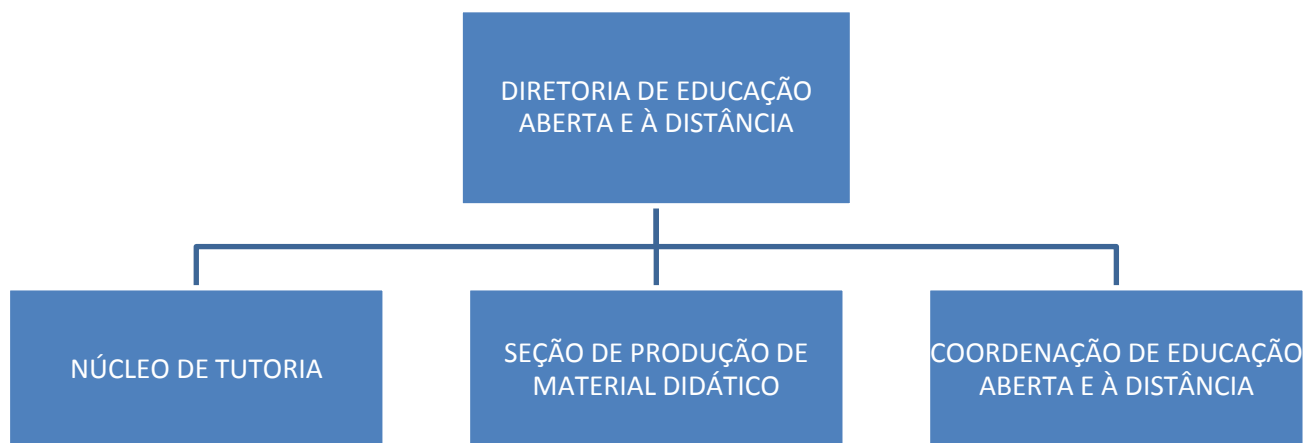 DIRETORIA DE EDUCAÇÃO
ABERTA E À DISTÂNCIA
NÚCLEO DE TUTORIA
SEÇÃO DE PRODUÇÃO DE
MATERIAL DIDÁTICO
COORDENAÇÃO DE EDUCAÇÃO
ABERTA E À DISTÂNCIA